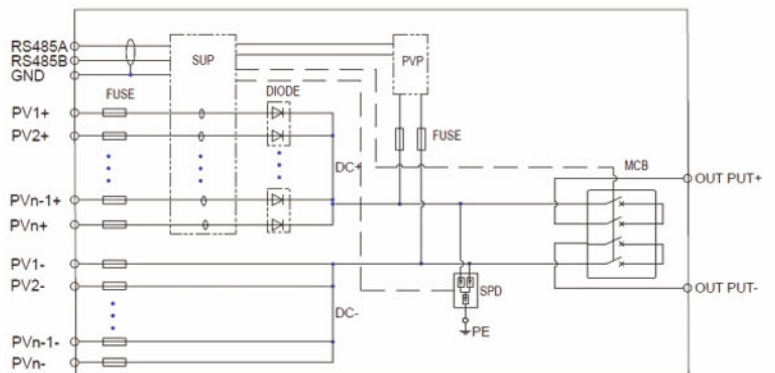 RS485A
RS485B
GND
SUP
PVP
FUSE
DIODE
PV1+
PV2+
FUSE
MCB
DC+
OUT PUT+
PVn-1+
PVn+
PV1-
PV2-
SPD
OUT PUT-
DC-
PE
PVn-1-
PVn-